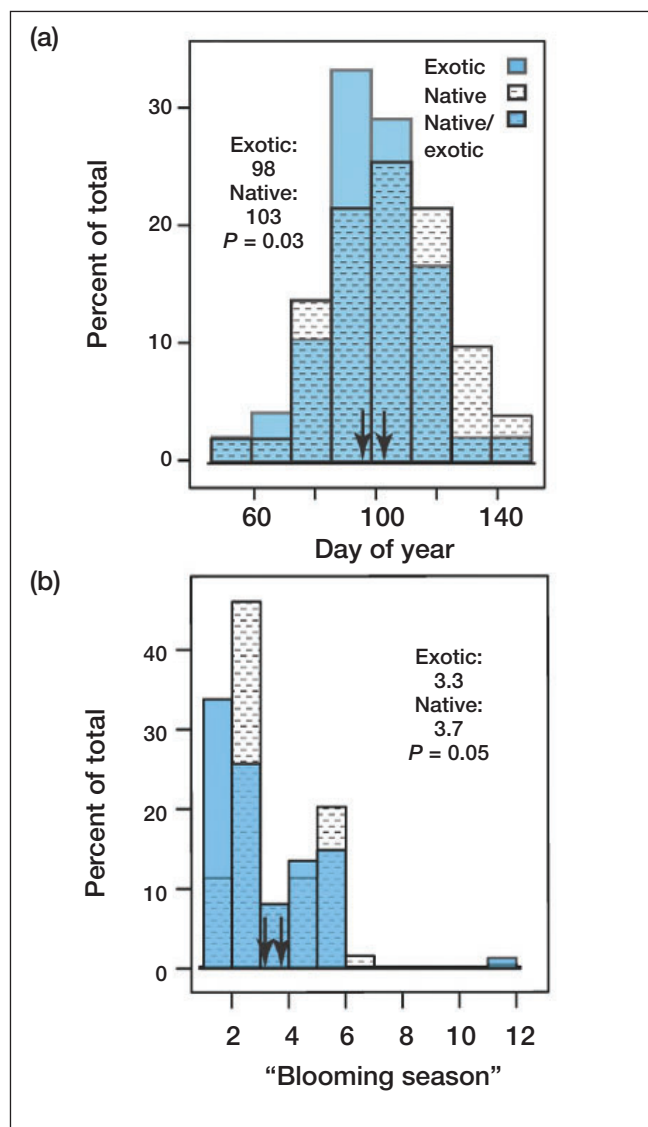 (a)
Exotic
Native
Native/
exotic
Exotic:
98
Native:
103
P = 0.03
30
20
10
0
Percent of total
60
100
140
Day of year
(b)
Exotic:
3.3
Native:
3.7
P = 0.05
40
30
20
10
0
Percent of total
2
4
6
8
10
12
“Blooming season”